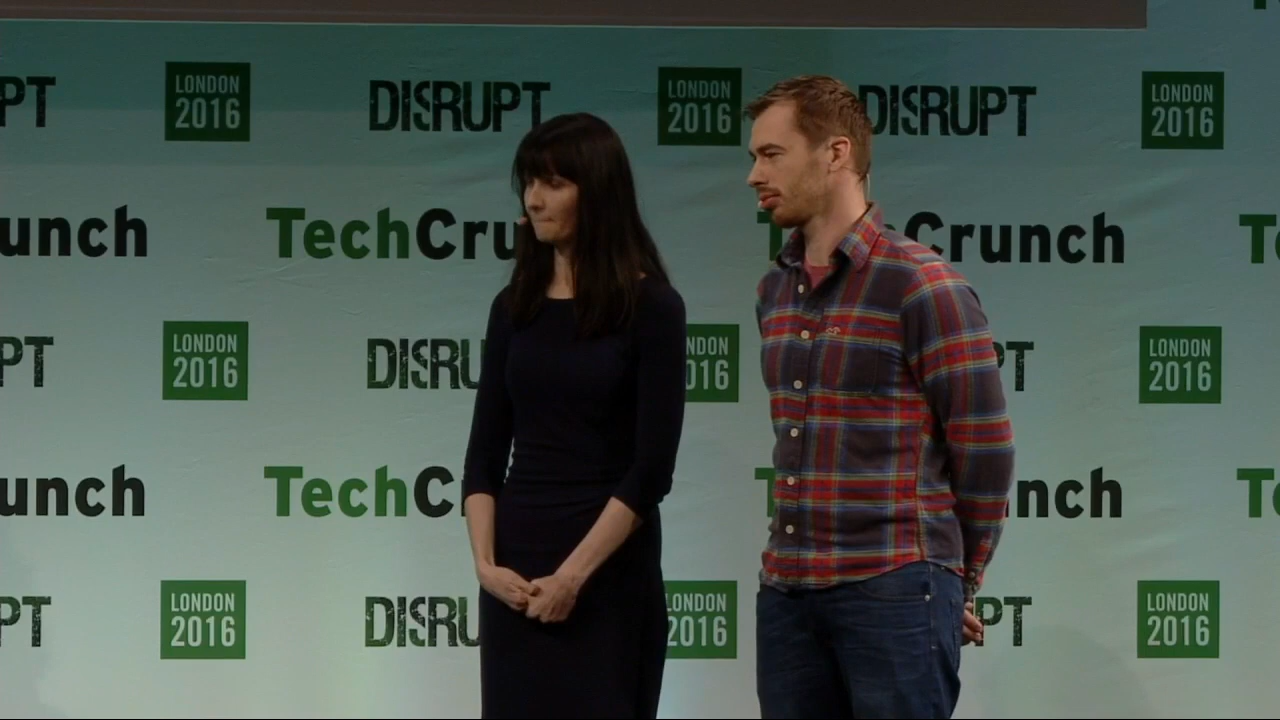 PT LONDON 2016 DISRUPT LONDON 2016 DISRUPT LONDON 2016
unch TechCru Crunch T
PT LONDON 2016 DISRU NDON 016 PT LONDON 2016
unch TechC nch Te
PT LONDON 2016 DISRU LONDON 2016 PT LONDON 2016